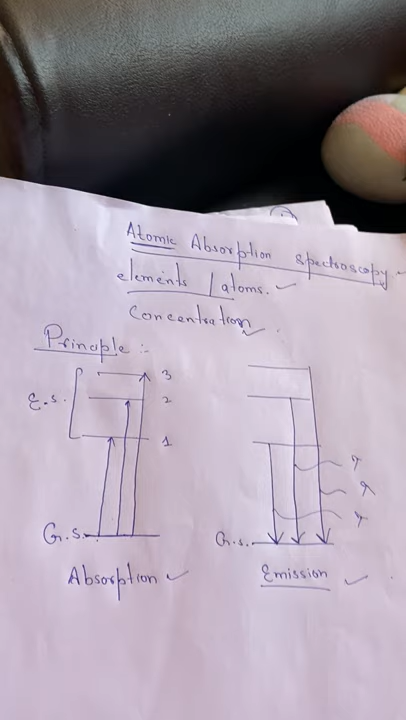 Atomic Absorption spectroscopy
elements / atoms.
Concentration
Principle :-
3
E.s.
2
1
G.s.
Absorption
G.s.
Emission